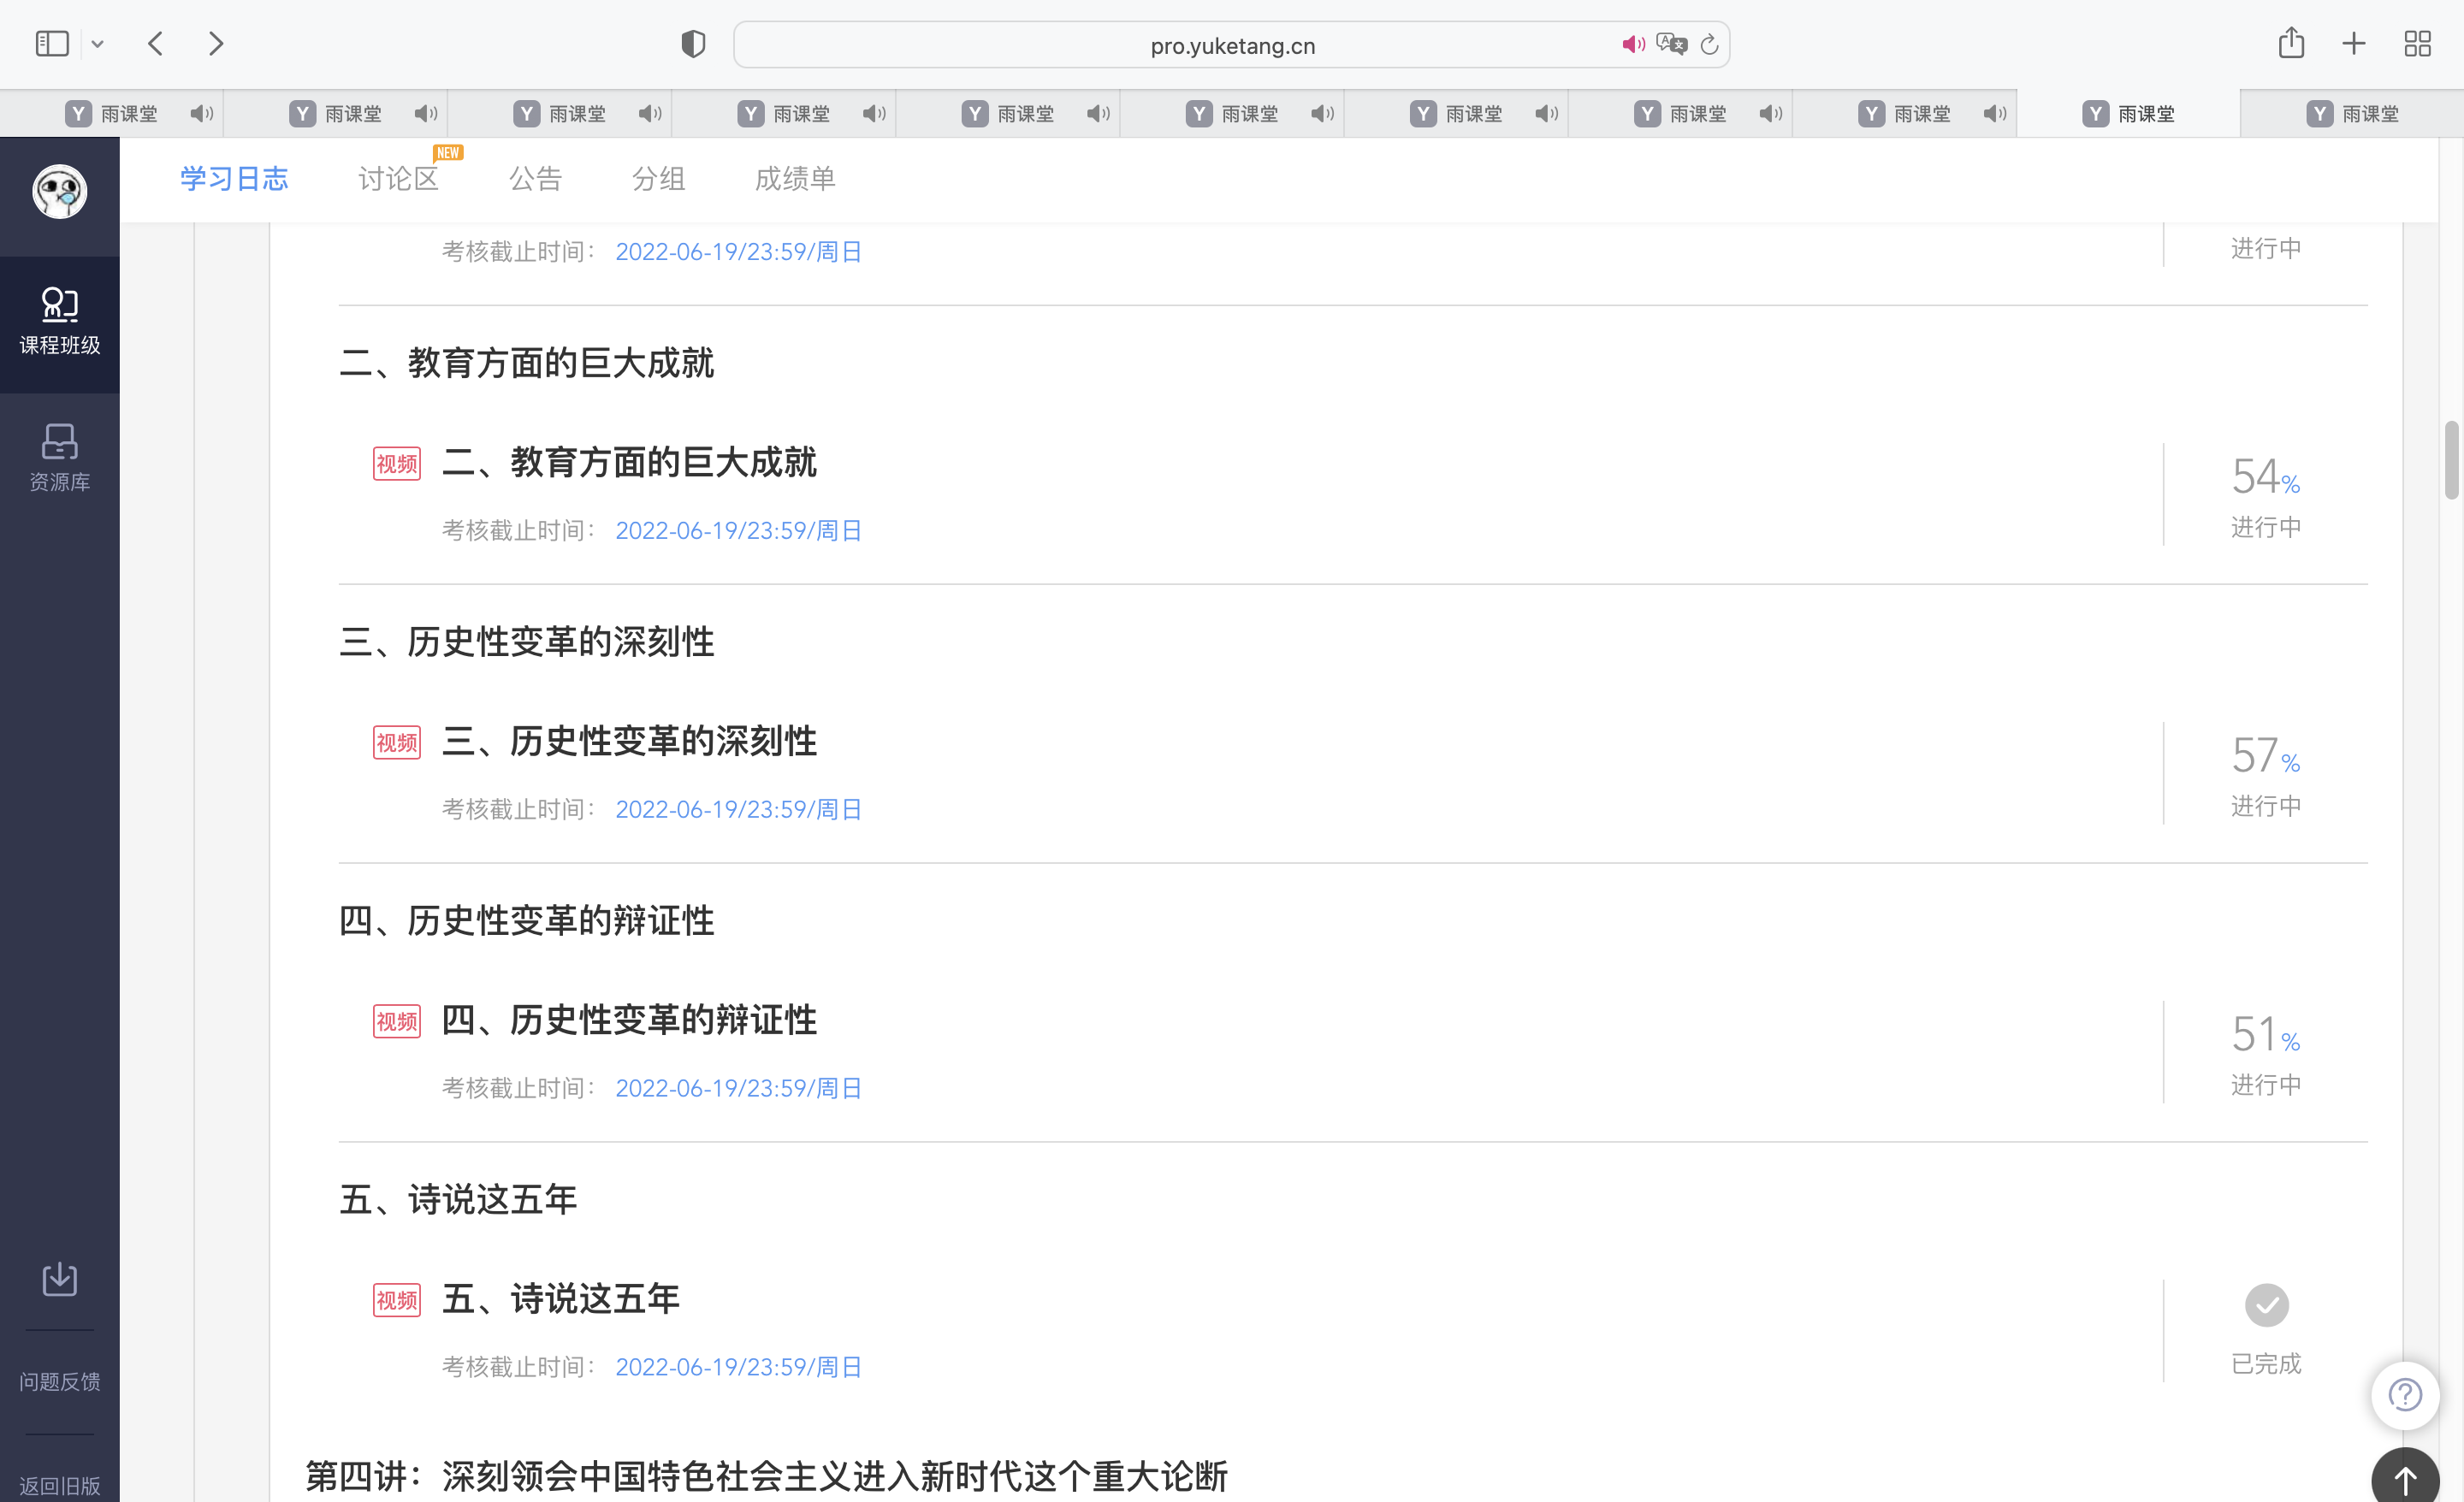 pro.yuketang.cn
Y 雨课堂 Y 雨课堂 Y 雨课堂 Y 雨课堂 Y 雨课堂 Y 雨课堂 Y 雨课堂 Y 雨课堂 Y 雨课堂 Y 雨课堂 Y 雨课堂
学习日志 讨论区 NEW 公告 分组 成绩单
课程班级
资源库
问题反馈
返回旧版
考核截止时间： 2022-06-19/23:59/周日
进行中
二、教育方面的巨大成就
视频 二、教育方面的巨大成就
54%
考核截止时间： 2022-06-19/23:59/周日
进行中
三、历史性变革的深刻性
视频 三、历史性变革的深刻性
57%
考核截止时间： 2022-06-19/23:59/周日
进行中
四、历史性变革的辩证性
视频 四、历史性变革的辩证性
51%
考核截止时间： 2022-06-19/23:59/周日
进行中
五、诗说这五年
视频 五、诗说这五年
考核截止时间： 2022-06-19/23:59/周日
已完成
第四讲：深刻领会中国特色社会主义进入新时代这个重大论断